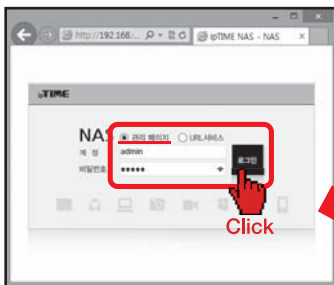 http://192.168.... ipTIME NAS - NAS
ipTIME
NAS 관리 페이지 URL서비스
계 정 admin
비밀번호 ●●●●●
로그인
Click